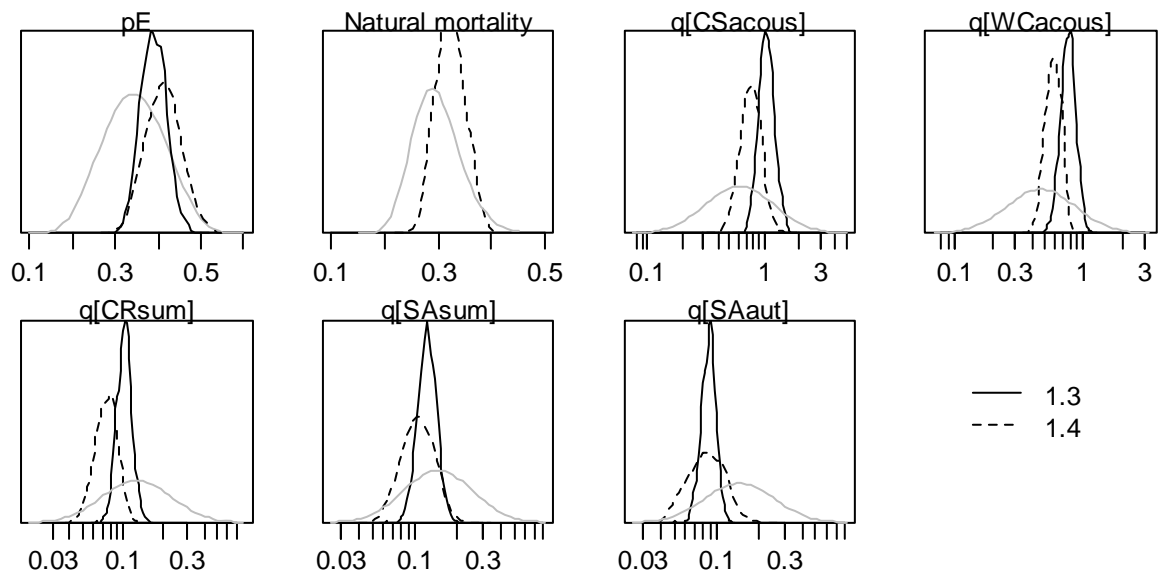 pE Natural mortality q[CSacous] q[WCacous]
0.1 0.3 0.5 0.1 0.3 0.5 0.1 1 3 0.1 0.3 1 3
q[CRsum] q[SAsum] q[SAaut]
1.3
1.4
0.03 0.1 0.3 0.03 0.1 0.3 0.03 0.1 0.3